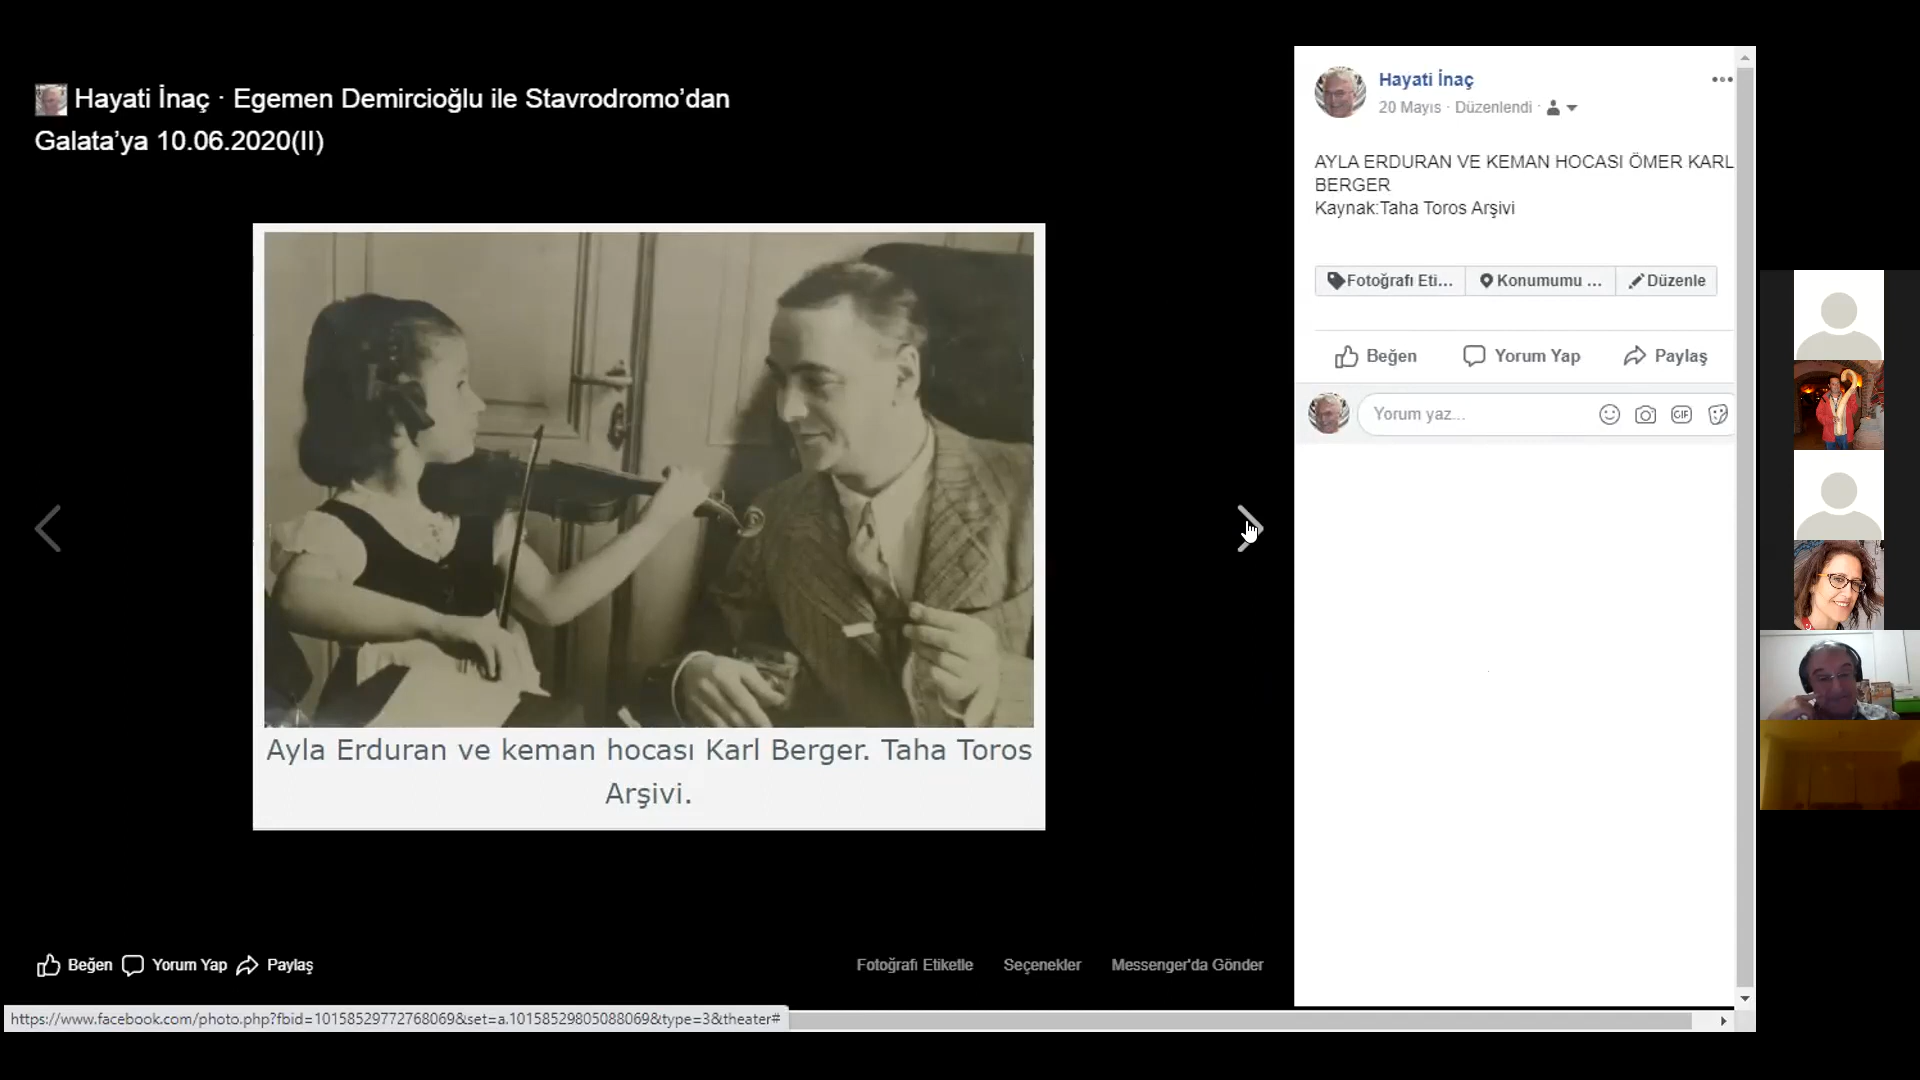 Hayati İnaç · Egemen Demircioğlu ile Stavrodromo’dan
Galata’ya 10.06.2020(II)
Ayla Erduran ve keman hocası Karl Berger. Taha Toros
Arşivi.
Beğen Yorum Yap Paylaş
Fotoğrafı Etiketle Seçenekler Messenger'da Gönder
https://www.facebook.com/photo.php?fbid=10158529772768069&set=a.10158529805088069&type=3&theater#
Hayati İnaç
20 Mayıs · Düzenlendi ·
AYLA ERDURAN VE KEMAN HOCASI ÖMER KARL
BERGER
Kaynak:Taha Toros Arşivi
Fotoğrafı Eti... Konumumu ... Düzenle
Beğen Yorum Yap Paylaş
Yorum yaz...
GIF